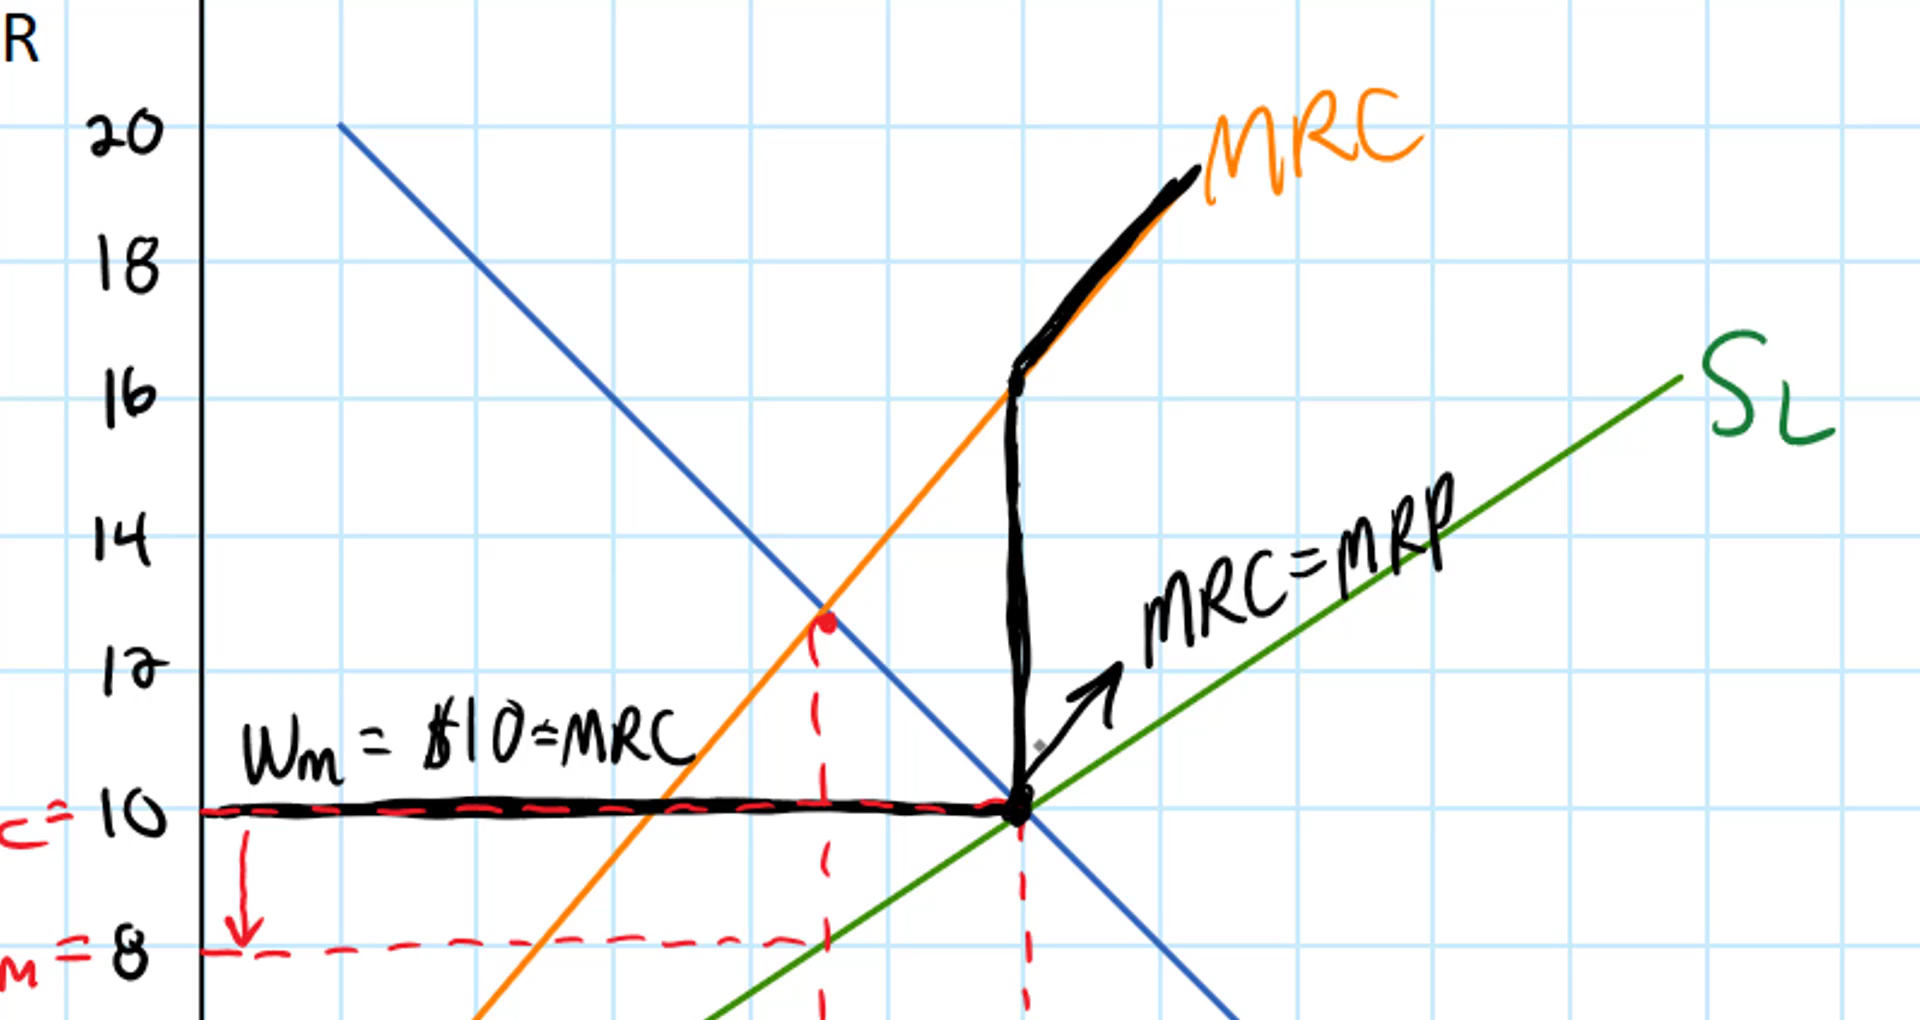 R
20
MRC
18
16
SL
14
MRC=MRP
12
Wm = $10=MRC
c= 10
m = 8